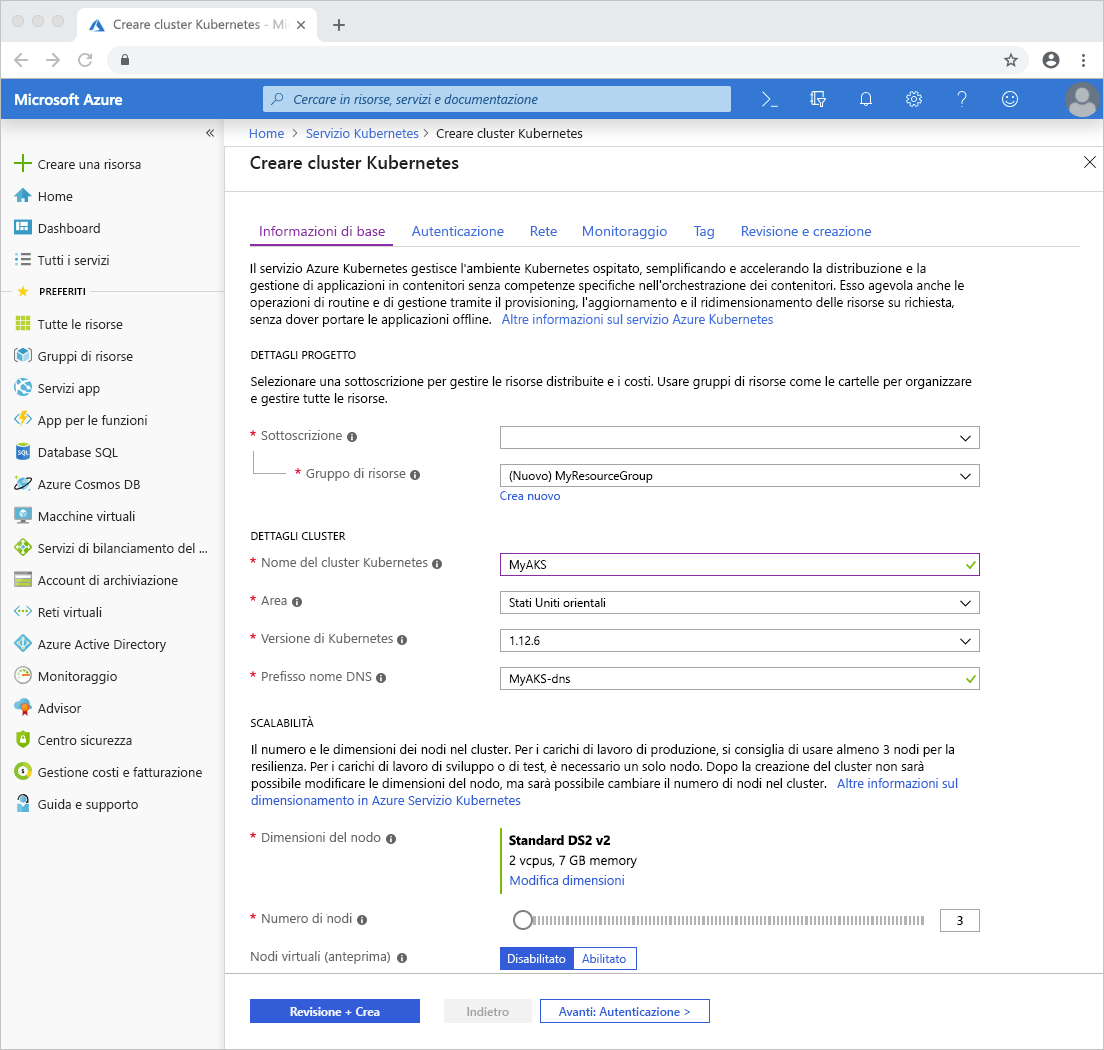 Creare cluster Kubernetes - Mi
Microsoft Azure
Cercare in risorse, servizi e documentazione
Home > Servizio Kubernetes > Creare cluster Kubernetes
Creare cluster Kubernetes
Creare una risorsa
Home
Dashboard
Tutti i servizi
PREFERITI
Tutte le risorse
Gruppi di risorse
Servizi app
App per le funzioni
Database SQL
Azure Cosmos DB
Macchine virtuali
Servizi di bilanciamento del ...
Account di archiviazione
Reti virtuali
Azure Active Directory
Monitoraggio
Advisor
Centro sicurezza
Gestione costi e fatturazione
Guida e supporto
Informazioni di base Autenticazione Rete Monitoraggio Tag Revisione e creazione
Il servizio Azure Kubernetes gestisce l'ambiente Kubernetes ospitato, semplificando e accelerando la distribuzione e la
gestione di applicazioni in contenitori senza competenze specifiche nell'orchestrazione dei contenitori. Esso agevola anche le
operazioni di routine e di gestione tramite il provisioning, l'aggiornamento e il ridimensionamento delle risorse su richiesta,
senza dover portare le applicazioni offline. Altre informazioni sul servizio Azure Kubernetes
DETTAGLI PROGETTO
Selezionare una sottoscrizione per gestire le risorse distribuite e i costi. Usare gruppi di risorse come le cartelle per organizzare
e gestire tutte le risorse.
* Sottoscrizione
* Gruppo di risorse (Nuovo) MyResourceGroup
Crea nuovo
DETTAGLI CLUSTER
* Nome del cluster Kubernetes MyAKS
* Area Stati Uniti orientali
* Versione di Kubernetes 1.12.6
* Prefisso nome DNS MyAKS-dns
SCALABILITÀ
Il numero e le dimensioni dei nodi nel cluster. Per i carichi di lavoro di produzione, si consiglia di usare almeno 3 nodi per la
resilienza. Per i carichi di lavoro di sviluppo o di test, è necessario un solo nodo. Dopo la creazione del cluster non sarà
possibile modificare le dimensioni del nodo, ma sarà possibile cambiare il numero di nodi nel cluster. Altre informazioni sul
dimensionamento in Azure Servizio Kubernetes
* Dimensioni del nodo Standard DS2 v2
2 vcpus, 7 GB memory
Modifica dimensioni
* Numero di nodi 3
Nodi virtuali (anteprima) Disabilitato Abilitato
Revisione + Crea Indietro Avanti: Autenticazione >